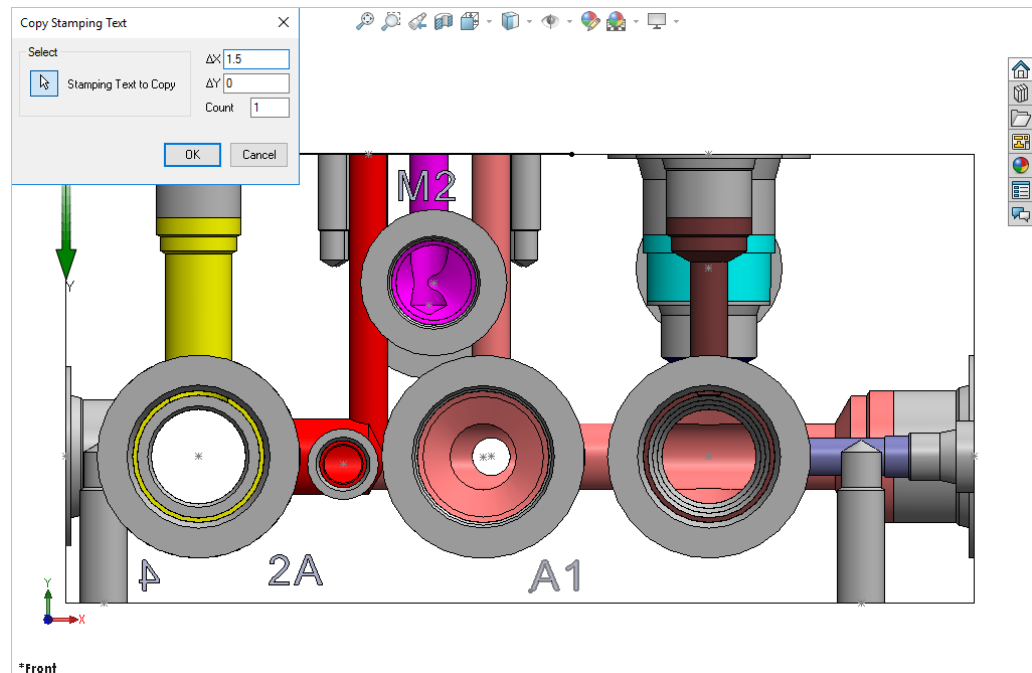 Copy Stamping Text
Select
Stamping Text to Copy
ΔX 1.5
ΔY 0
Count 1
OK Cancel
M2
Y
4 2A A1
Y
X
*Front